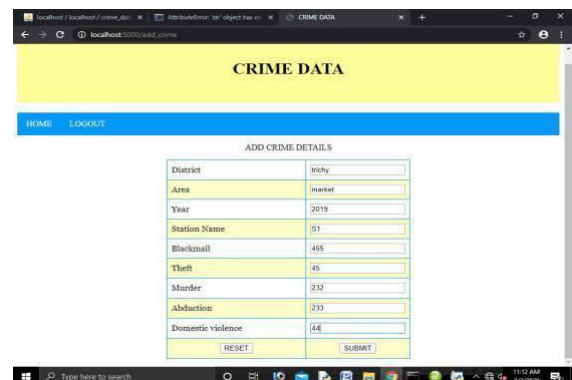 localhost / localhost / crime_dat
AttributeError: 'str' object has no
CRIME DATA
localhost:5000/add_crime
CRIME DATA
HOME LOGOUT
ADD CRIME DETAILS
District trichy
Area market
Year 2019
Station Name S1
Blackmail 455
Theft 45
Murder 232
Abduction 233
Domestic violence 44
RESET SUBMIT
Type here to search
11:12 AM